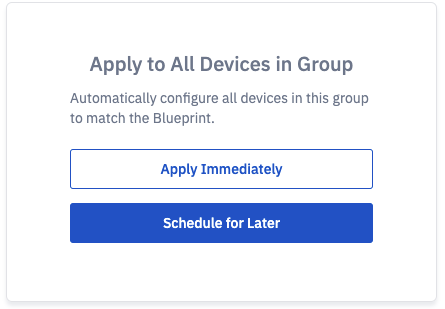 Apply to All Devices in Group
Automatically configure all devices in this group
to match the Blueprint.
Apply Immediately
Schedule for Later